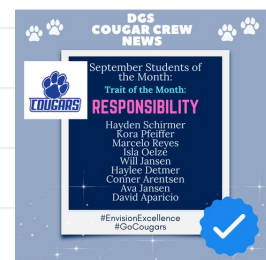 DGS
COUGAR CREW
NEWS
September Students of
the Month:
Trait of the Month:
RESPONSIBILITY
COUGARS
Hayden Schirmer
Kora Pfeiffer
Marcelo Reyes
Isla Oelze
Will Jansen
Haylee Detmer
Conner Arentsen
Ava Jansen
David Aparicio
#EnvisionExcellence
#GoCougars